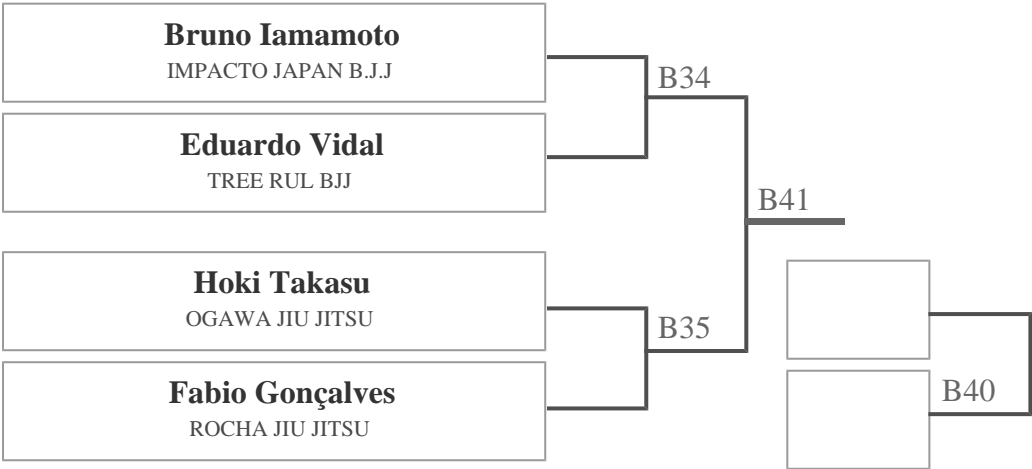 Bruno Iamamoto
IMPACTO JAPAN B.J.J
B34
Eduardo Vidal
TREE RUL BJJ
B41
Hoki Takasu
OGAWA JIU JITSU
B35
Fabio Gonçalves
ROCHA JIU JITSU
B40